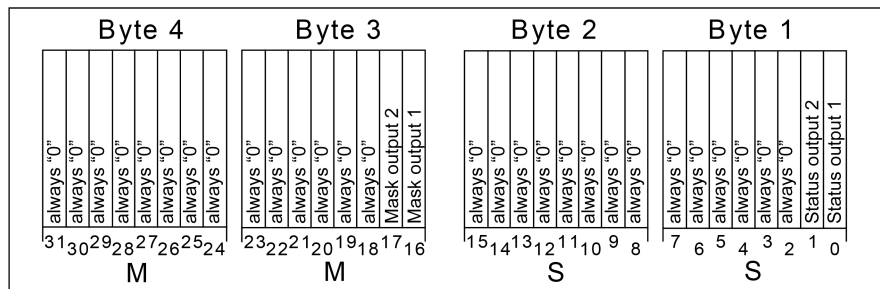 Byte 4 Byte 3 Byte 2 Byte 1
always “0” always “0” always “0” always “0” always “0” always “0” always “0” always “0” always “0” always “0” always “0” always “0” always “0” always “0” Mask output 2 Mask output 1 always “0” always “0” always “0” always “0” always “0” always “0” always “0” always “0” always “0” always “0” always “0” always “0” always “0” always “0” Status output 2 Status output 1
31 30 29 28 27 26 25 24 23 22 21 20 19 18 17 16 15 14 13 12 11 10 9 8 7 6 5 4 3 2 1 0
M M S S